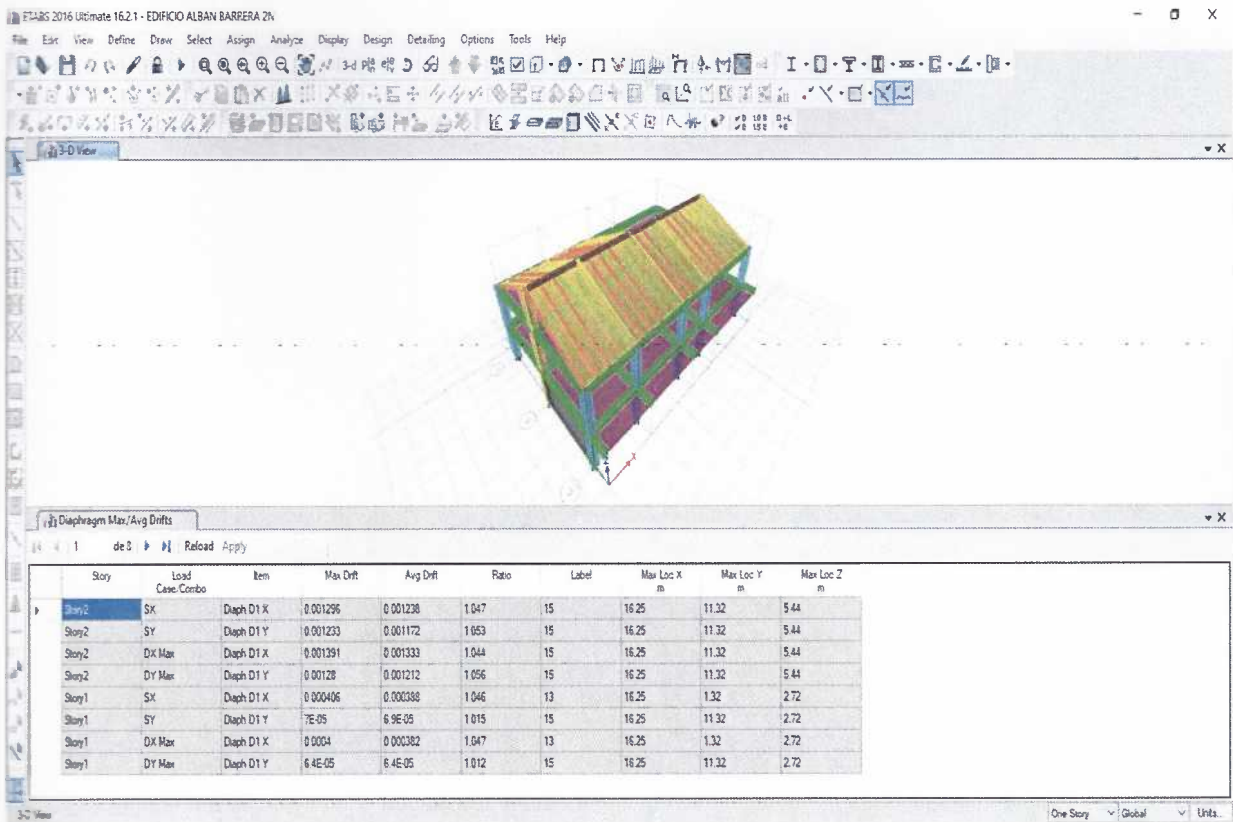 ETABS 2016 Ultimate 16.2.1 - EDIFICIO ALBAN BARRERA 2N
File Edit View Define Draw Select Assign Analyze Display Design Detailing Options Tools Help
3-D View
Diaphragm Max/Avg Drifts
1 de 8 Reload Apply
Story Load Case/Combo Item Max Drift Avg Drift Ratio Label Max Loc X m Max Loc Y m Max Loc Z m
Story2 SX Diaph D1 X 0.001296 0.001238 1.047 15 16.25 11.32 5.44
Story2 SY Diaph D1 Y 0.001233 0.001172 1.053 15 16.25 11.32 5.44
Story2 DX Max Diaph D1 X 0.001391 0.001333 1.044 15 16.25 11.32 5.44
Story2 DY Max Diaph D1 Y 0.00128 0.001212 1.056 15 16.25 11.32 5.44
Story1 SX Diaph D1 X 0.000406 0.000388 1.046 13 16.25 1.32 2.72
Story1 SY Diaph D1 Y 7E-05 6.9E-05 1.015 15 16.25 11.32 2.72
Story1 DX Max Diaph D1 X 0.0004 0.000382 1.047 13 16.25 1.32 2.72
Story1 DY Max Diaph D1 Y 6.4E-05 6.4E-05 1.012 15 16.25 11.32 2.72
3-D View One Story Global Units...